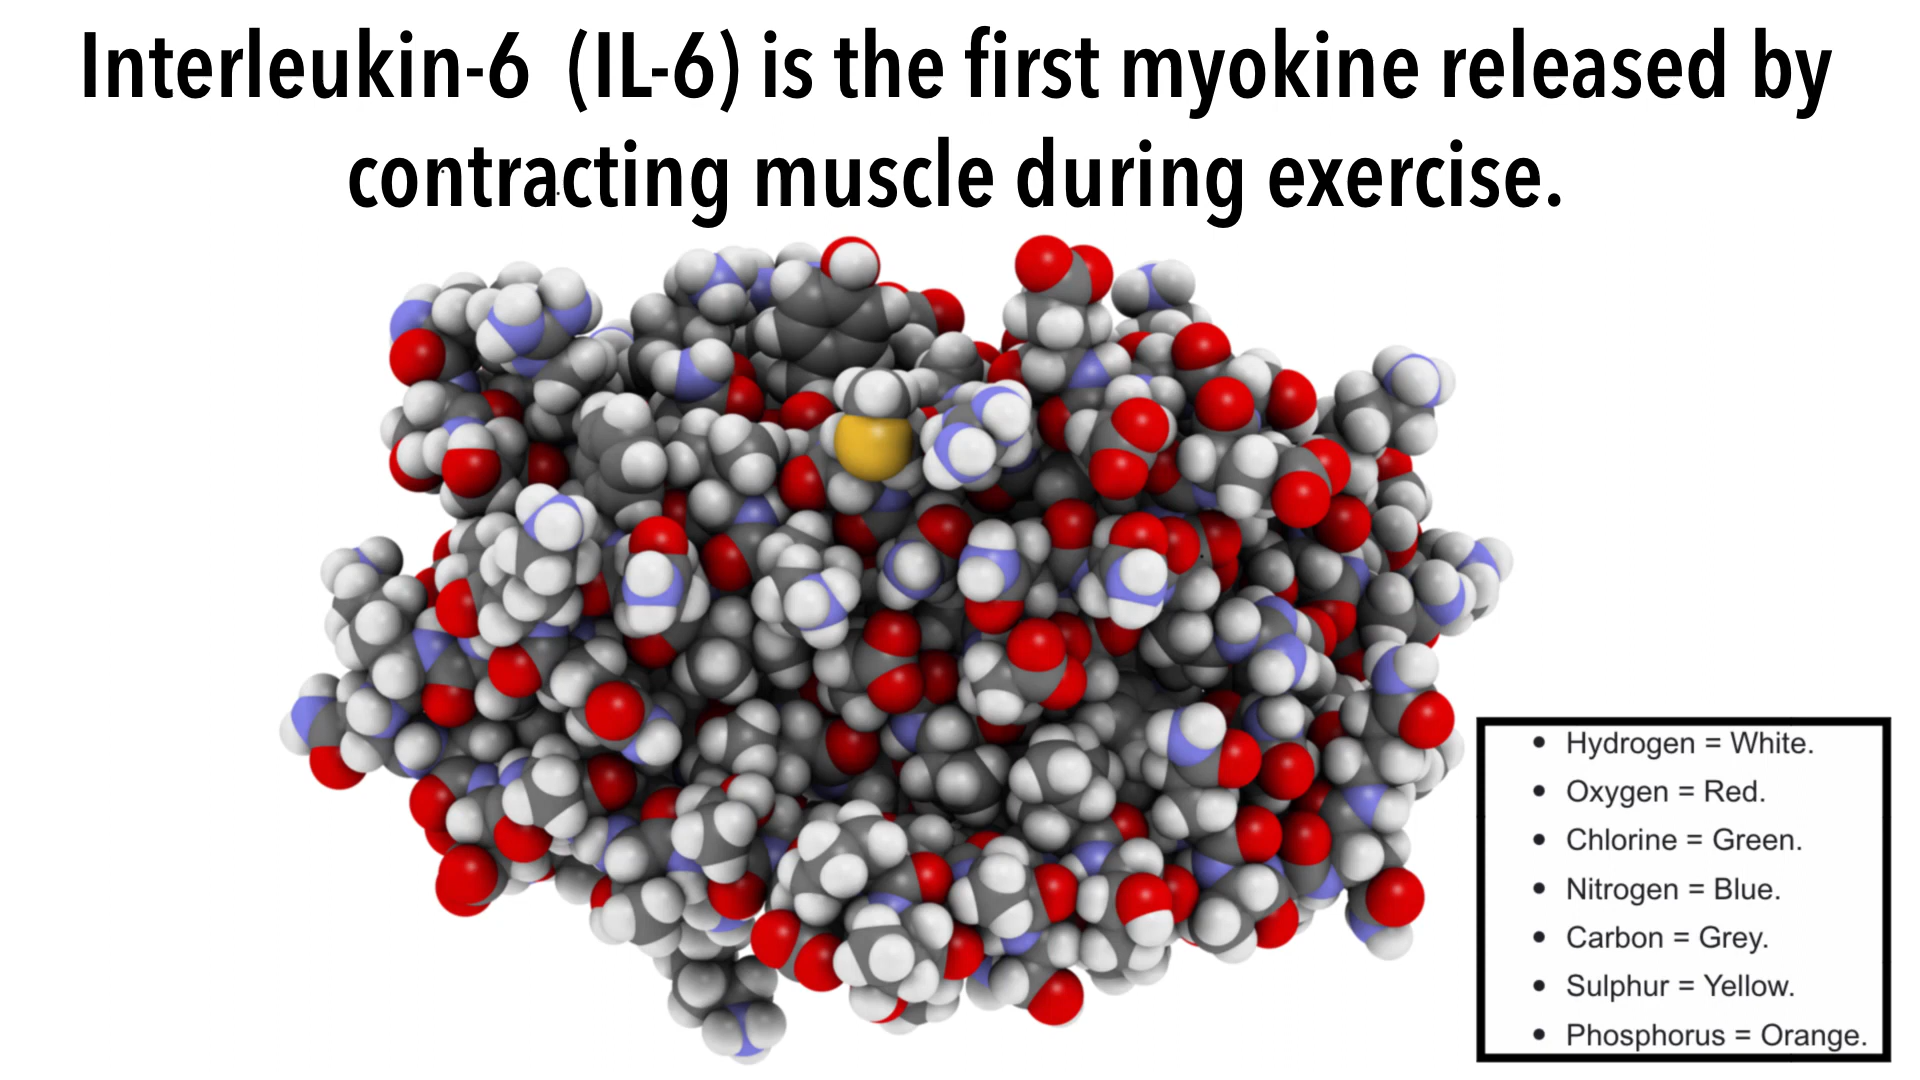 Interleukin-6 (IL-6) is the first myokine released by
contracting muscle during exercise.
• Hydrogen = White.
• Oxygen = Red.
• Chlorine = Green.
• Nitrogen = Blue.
• Carbon = Grey.
• Sulphur = Yellow.
• Phosphorus = Orange.